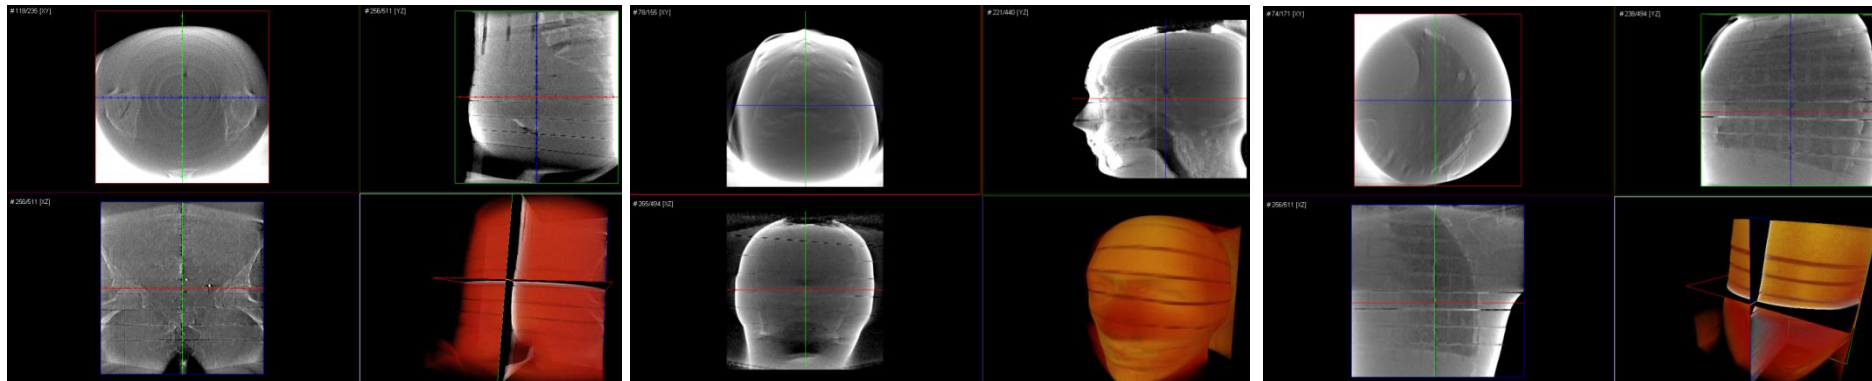 # 118/235 [XY]
# 256/511 [YZ]
# 78/155 [XY]
# 221/440 [YZ]
# 74/171 [XY]
# 238/494 [YZ]
# 256/511 [XZ]
# 265/494 [XZ]
# 256/511 [XZ]